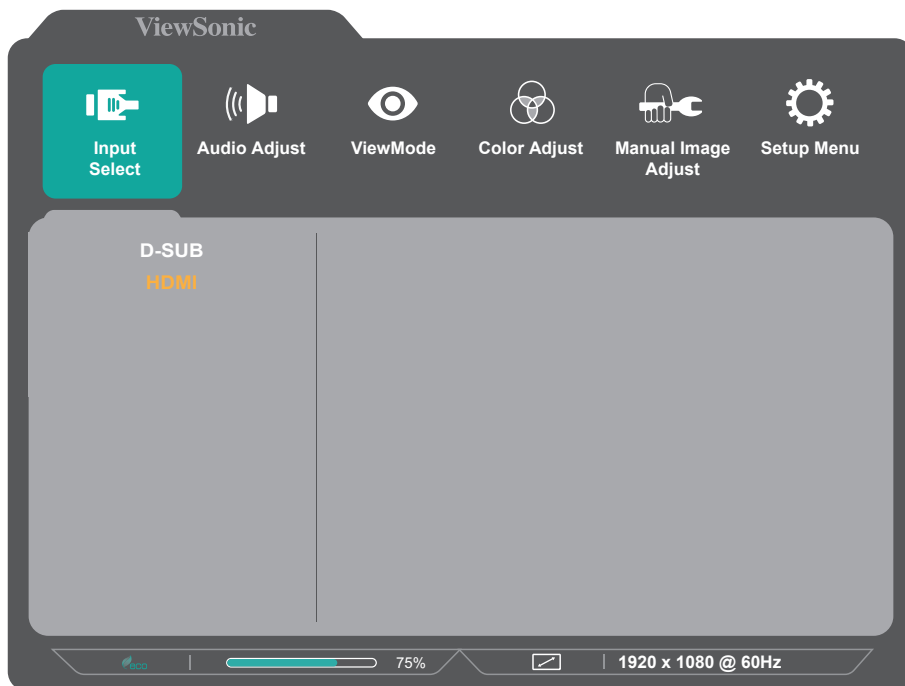 ViewSonic
Input
Select
Audio Adjust
ViewMode
Color Adjust
Manual Image
Adjust
Setup Menu
D-SUB
HDMI
eco
75%
1920 x 1080 @ 60Hz